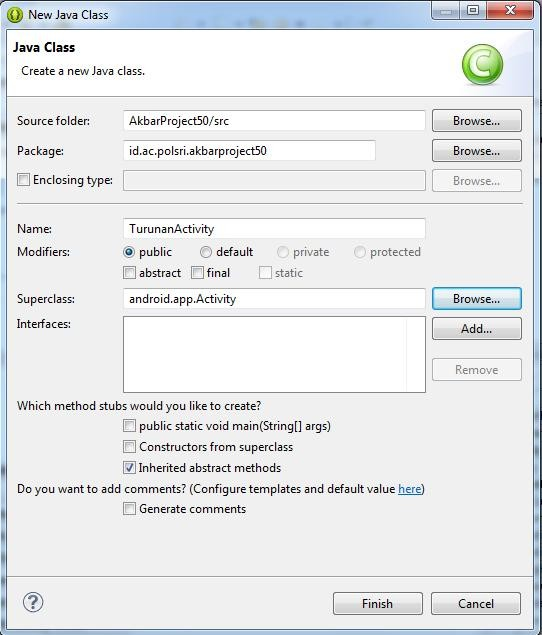 New Java Class
Java Class
Create a new Java class.
C
Source folder: AkbarProject50/src Browse...
Package: id.ac.polsri.akbarproject50 Browse...
Enclosing type: Browse...
Name: TurunanActivity
Modifiers: public default private protected
abstract final static
Superclass: android.app.Activity Browse...
Interfaces: Add...
Remove
Which method stubs would you like to create?
public static void main(String[] args)
Constructors from superclass
Inherited abstract methods
Do you want to add comments? (Configure templates and default value here)
Generate comments
? Finish Cancel